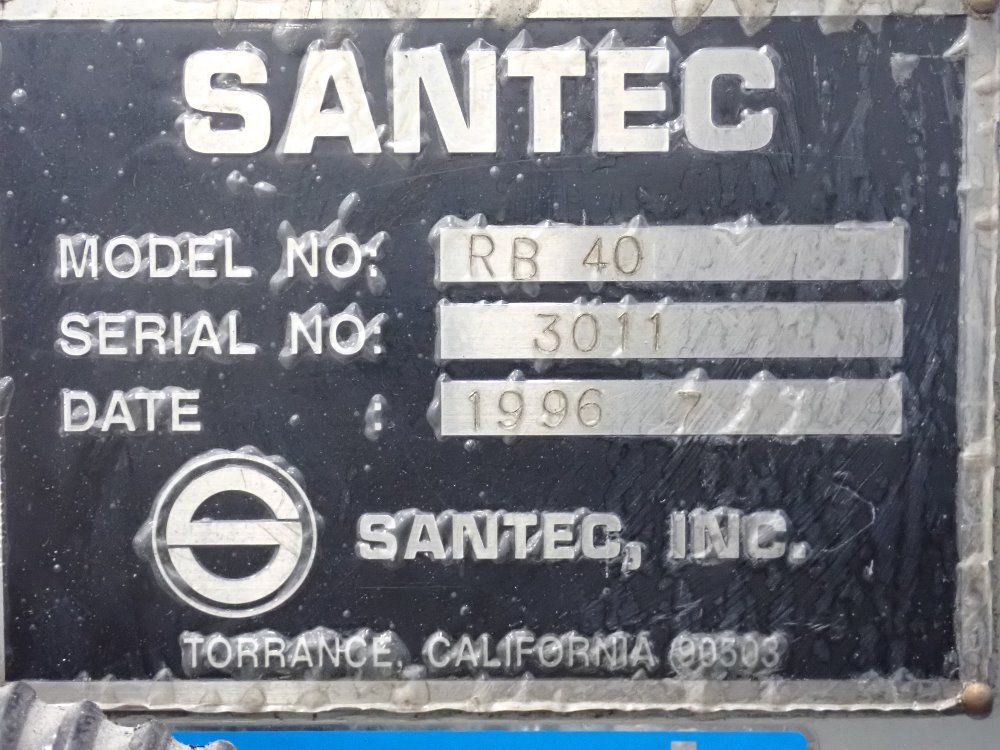 SANTEC
MODEL NO: RB 40
SERIAL NO: 3011
DATE : 1996 7
SANTEC, INC.
TORRANCE, CALIFORNIA 90503